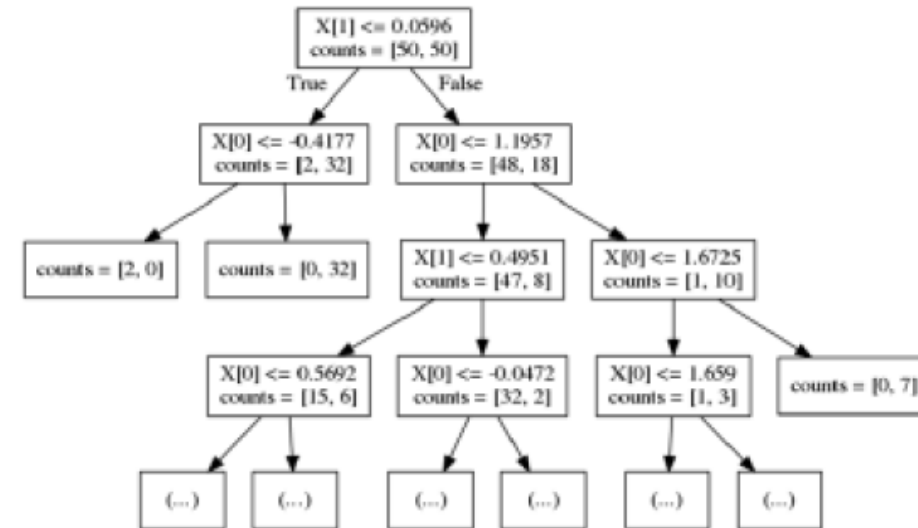 X[1] <= 0.0596
counts = [50, 50]
True
False
X[0] <= -0.4177
counts = [2, 32]
X[0] <= 1.1957
counts = [48, 18]
counts = [2, 0]
counts = [0, 32]
X[1] <= 0.4951
counts = [47, 8]
X[0] <= 1.6725
counts = [1, 10]
X[0] <= 0.5692
counts = [15, 6]
X[0] <= -0.0472
counts = [32, 2]
X[0] <= 1.659
counts = [1, 3]
counts = [0, 7]
(...)
(...)
(...)
(...)
(...)
(...)